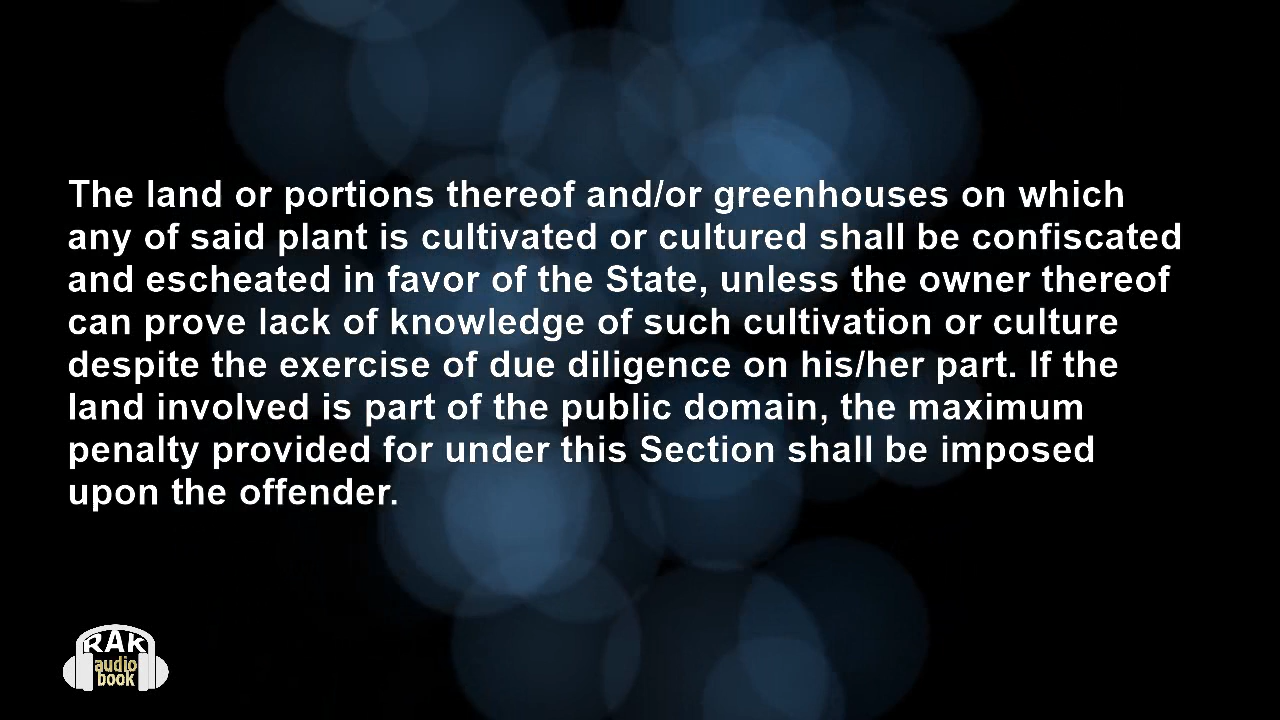 The land or portions thereof and/or greenhouses on which
any of said plant is cultivated or cultured shall be confiscated
and escheated in favor of the State, unless the owner thereof
can prove lack of knowledge of such cultivation or culture
despite the exercise of due diligence on his/her part. If the
land involved is part of the public domain, the maximum
penalty provided for under this Section shall be imposed
upon the offender.
RAK
audio
book